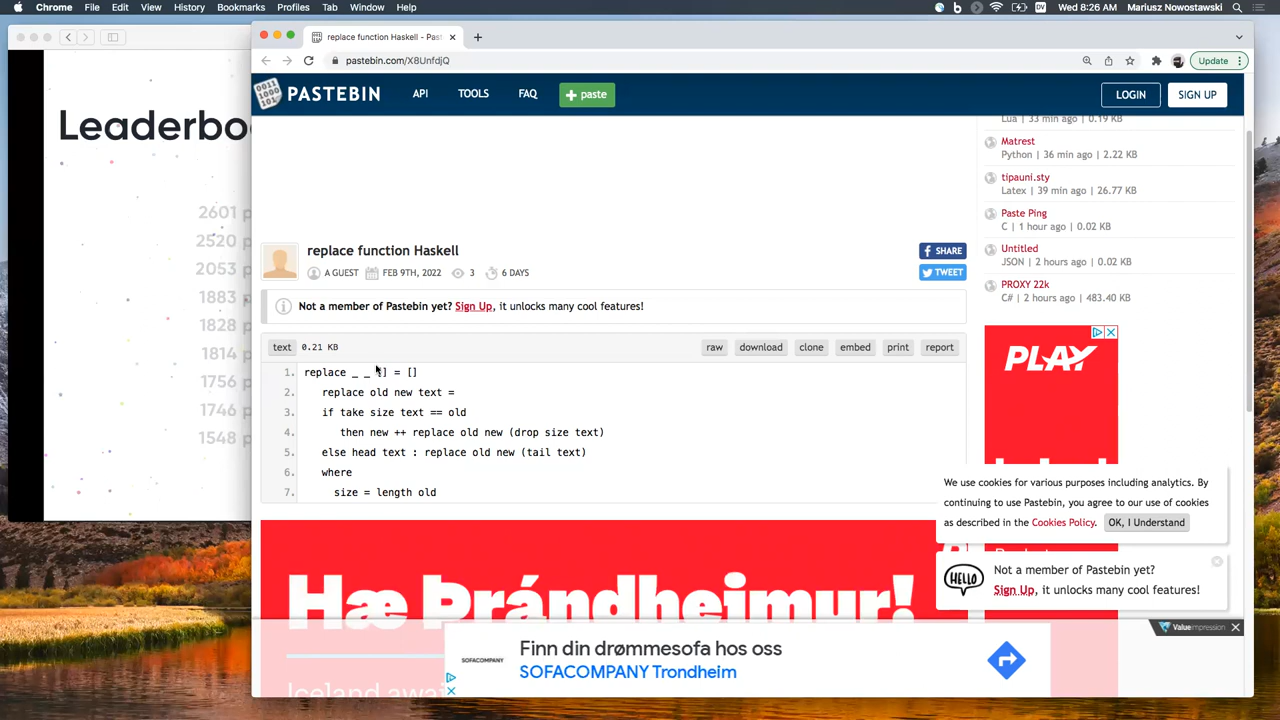 Chrome File Edit View History Bookmarks Profiles Tab Window Help DV Wed 8:26 AM Mariusz Nowostawski
replace function Haskell - Past
pastebin.com/X8UnfdjQ Update
PASTEBIN API TOOLS FAQ + paste LOGIN SIGN UP
Leaderbo
2601 p
2520 p
2053 p
1883 p
1828 p
1814 p
1756 p
1746 p
1548 p
Lua | 33 min ago | 0.19 KB
Matrest
Python | 36 min ago | 2.22 KB
tipauni.sty
Latex | 39 min ago | 26.77 KB
Paste Ping
C | 1 hour ago | 0.02 KB
Untitled
JSON | 2 hours ago | 0.02 KB
PROXY 22k
C# | 2 hours ago | 483.40 KB
replace function Haskell
A GUEST FEB 9TH, 2022 3 6 DAYS
SHARE
TWEET
Not a member of Pastebin yet? Sign Up, it unlocks many cool features!
text 0.21 KB raw download clone embed print report
1. replace _ _ [] = []
2. replace old new text =
3. if take size text == old
4. then new ++ replace old new (drop size text)
5. else head text : replace old new (tail text)
6. where
7. size = length old
PLAY
We use cookies for various purposes including analytics. By
continuing to use Pastebin, you agree to our use of cookies
as described in the Cookies Policy. OK, I Understand
HELLO
Not a member of Pastebin yet?
Sign Up, it unlocks many cool features!
Hæ Þrándheimur!
Iceland awai
ValueImpression
SOFACOMPANY
Finn din drømmesofa hos oss
SOFACOMPANY Trondheim